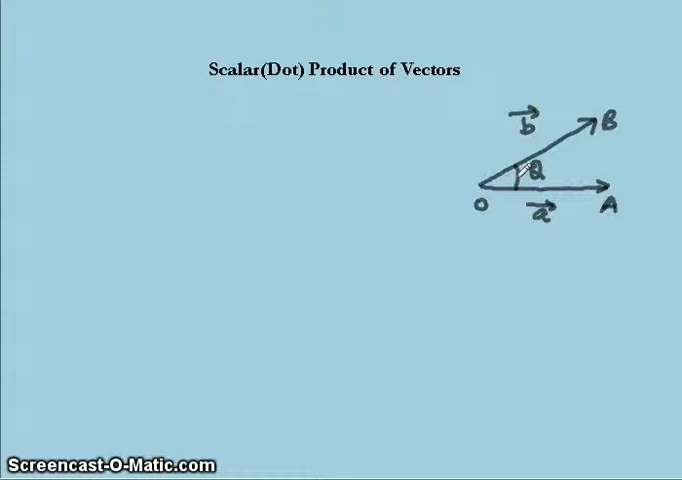 Scalar(Dot) Product of Vectors
b
B
θ
O
a
A
Screencast-O-Matic.com